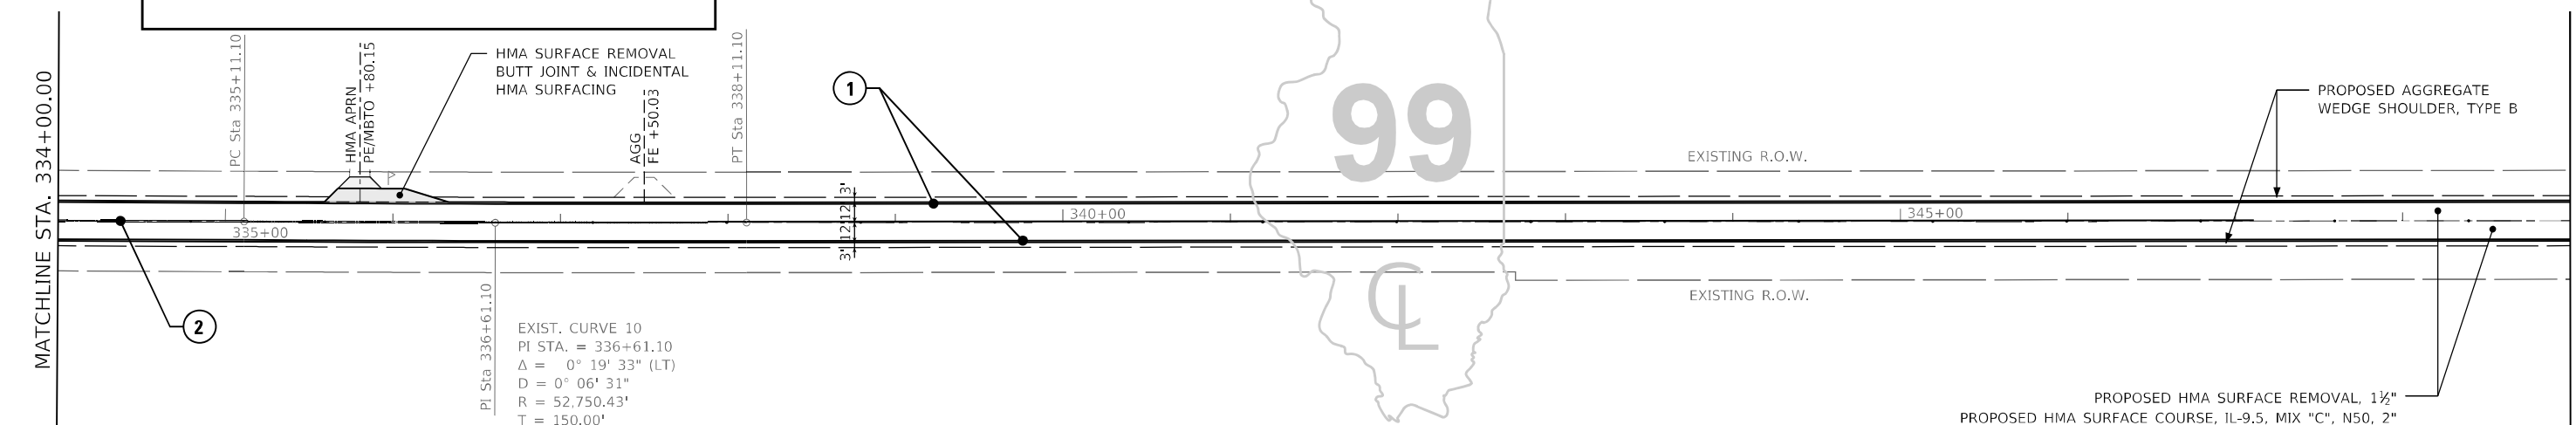 MATCHLINE STA. 334+00.00
PC Sta 335+11.10
HMA APRN
PE/MBTO +80.15
HMA SURFACE REMOVAL
BUTT JOINT & INCIDENTAL
HMA SURFACING
AGG
FE +50.03
PT Sta 338+11.10
1
99
PROPOSED AGGREGATE
WEDGE SHOULDER, TYPE B
EXISTING R.O.W.
P
3'
12'
12'
3'
335+00
340+00
345+00
2
PI Sta 336+61.10
EXIST. CURVE 10
PI STA. = 336+61.10
Δ = 0° 19' 33" (LT)
D = 0° 06' 31"
R = 52,750.43'
T = 150.00'
CL
EXISTING R.O.W.
PROPOSED HMA SURFACE REMOVAL, 1½"
PROPOSED HMA SURFACE COURSE, IL-9.5, MIX "C", N50, 2"